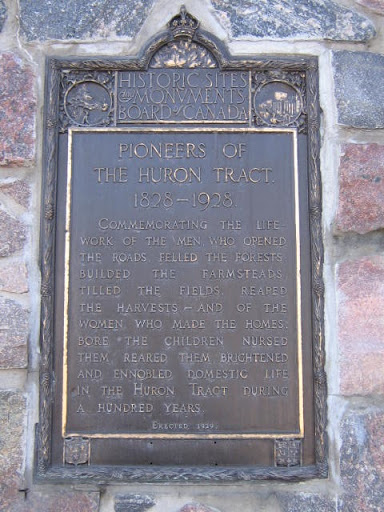 HISTORIC SITES
& MONVMENTS
BOARD OF CANADA
PIONEERS OF
THE HURON TRACT
1828-1928
COMMEMORATING THE LIFE-
WORK OF THE MEN WHO OPENED
THE ROADS, FELLED THE FORESTS,
BUILDED THE FARMSTEADS,
TILLED THE FIELDS, REAPED
THE HARVESTS - AND OF THE
WOMEN WHO MADE THE HOMES,
BORE THE CHILDREN NURSED
THEM, REARED THEM, BRIGHTENED
AND ENNOBLED DOMESTIC LIFE
IN THE HURON TRACT DURING
A HUNDRED YEARS
ERECTED 1929.